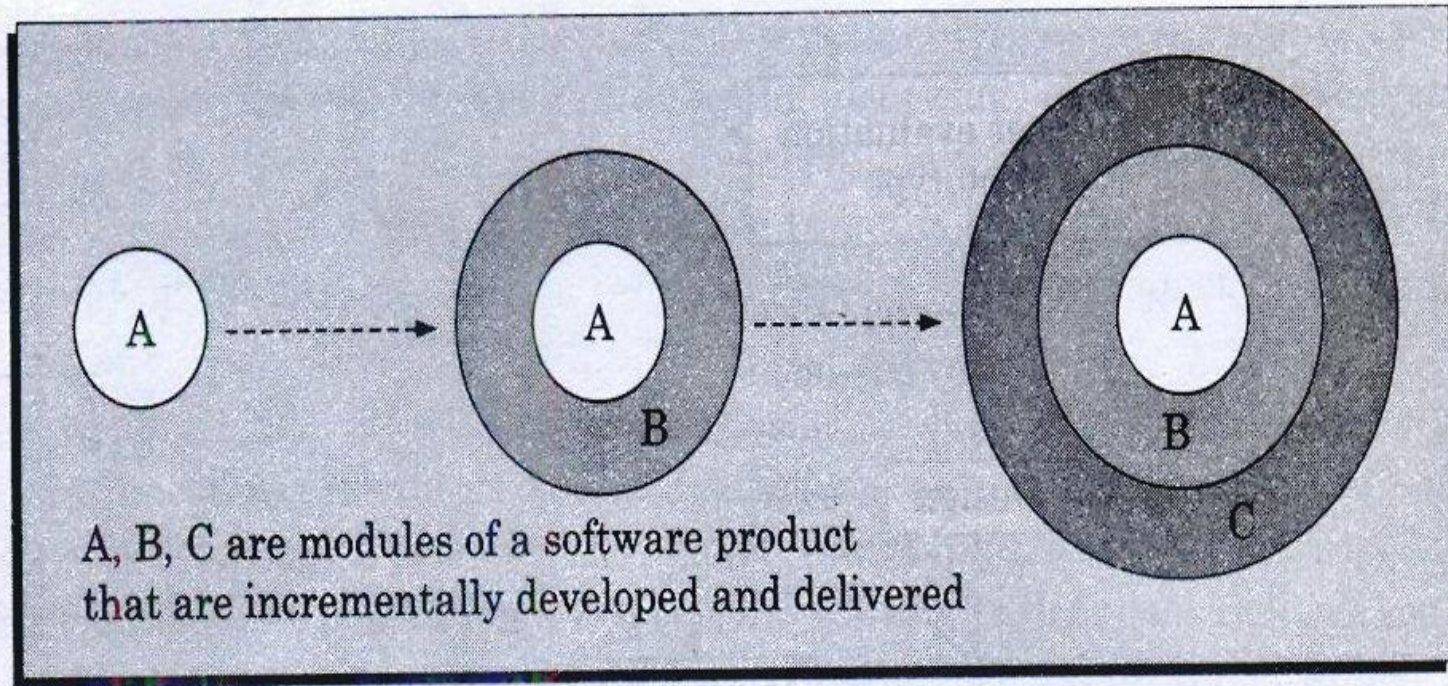 A
A
B
A
B
C
A, B, C are modules of a software product
that are incrementally developed and delivered